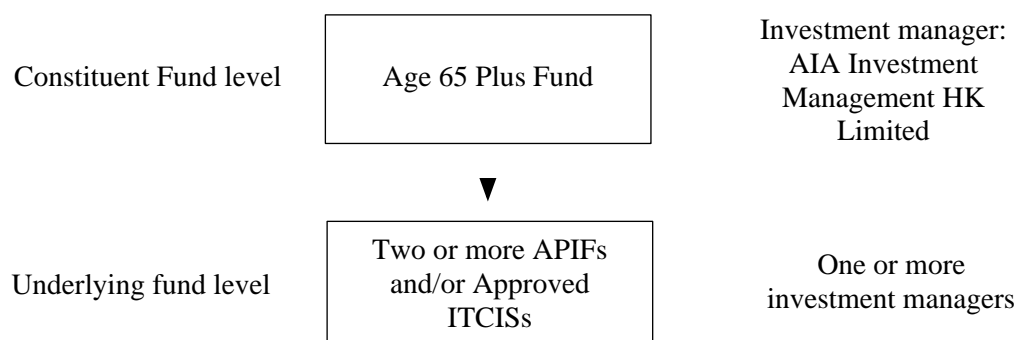 Constituent Fund level
Age 65 Plus Fund
Investment manager:
AIA Investment
Management HK
Limited
Underlying fund level
Two or more APIFs
and/or Approved
ITCISs
One or more
investment managers